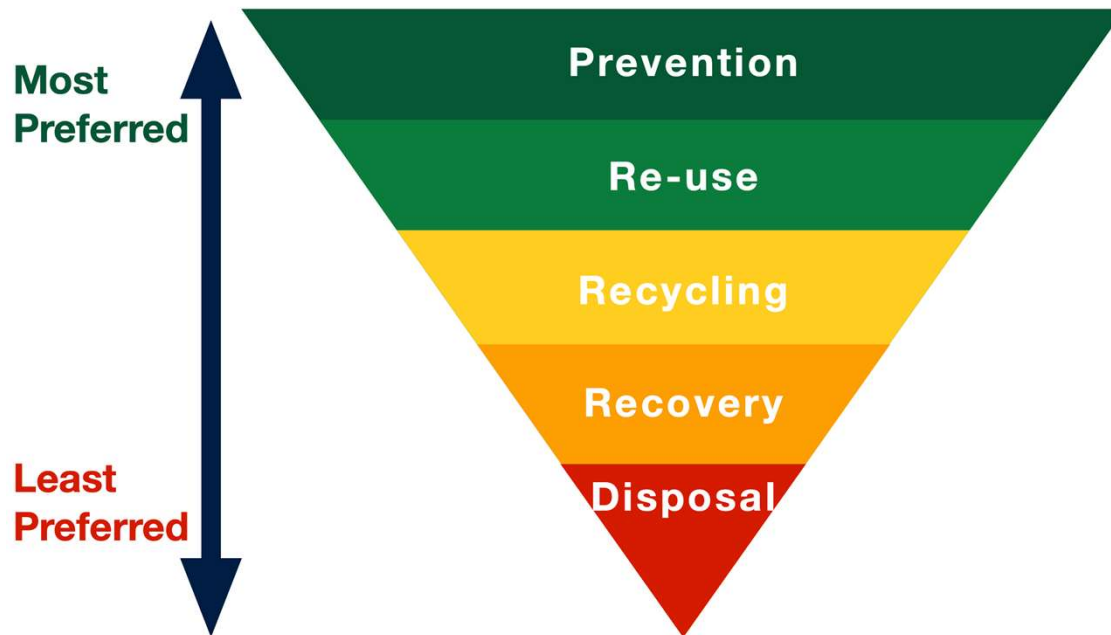 Most
Preferred
Prevention
Re-use
Recycling
Recovery
Disposal
Least
Preferred